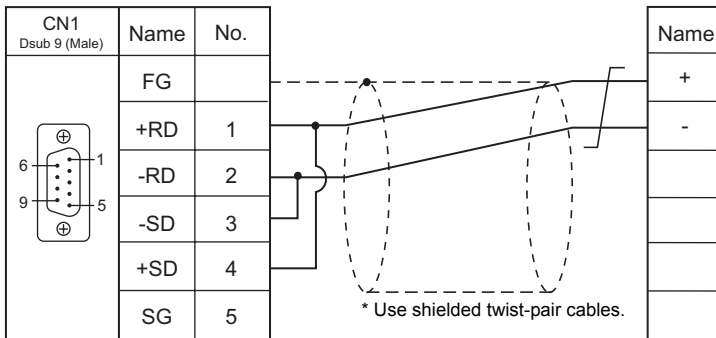 CN1
Dsub 9 (Male)
Name No.
Name
FG
+
+RD 1
-
6
1
-RD 2
9
5
-SD 3
+SD 4
* Use shielded twist-pair cables.
SG 5